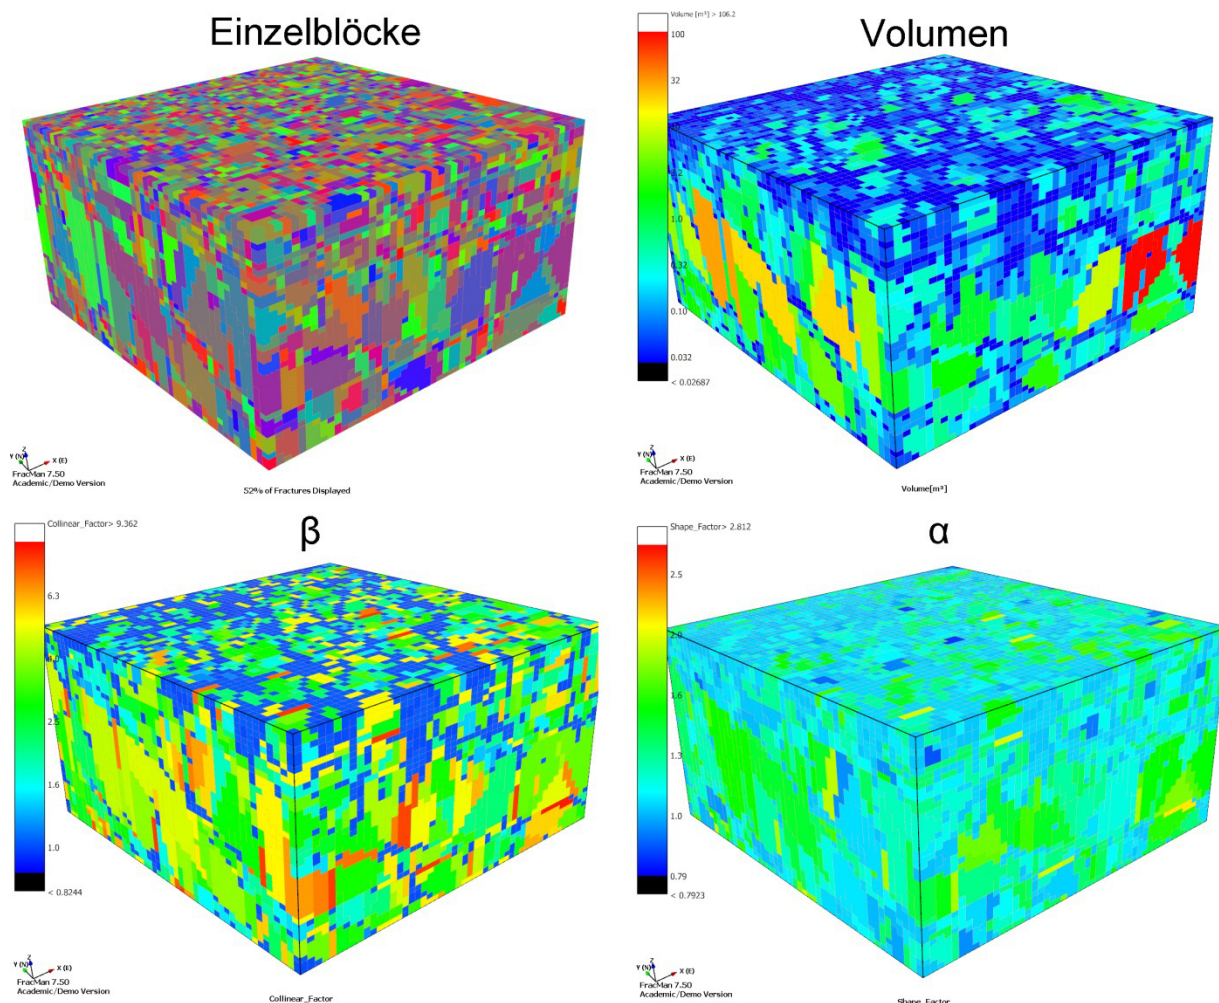 Einzelblöcke
Y (N) Z X (E)
FracMan 7.50
Academic/Demo Version
52% of Fractures Displayed
Volumen
Volume [m³] > 106.2
100
32
1.0
0.10
0.032
< 0.02687
Y (N) Z X (E)
FracMan 7.50
Academic/Demo Version
Volume[m³]
β
Collinear_Factor> 9.362
6.3
4.0
2.5
1.6
1.0
< 0.8244
Y (N) Z X (E)
FracMan 7.50
Academic/Demo Version
Collinear_Factor
α
Shape_Factor> 2.812
2.5
2.0
1.6
1.3
1.0
0.79
< 0.7923
Y (N) Z X (E)
FracMan 7.50
Academic/Demo Version
Shape_Factor